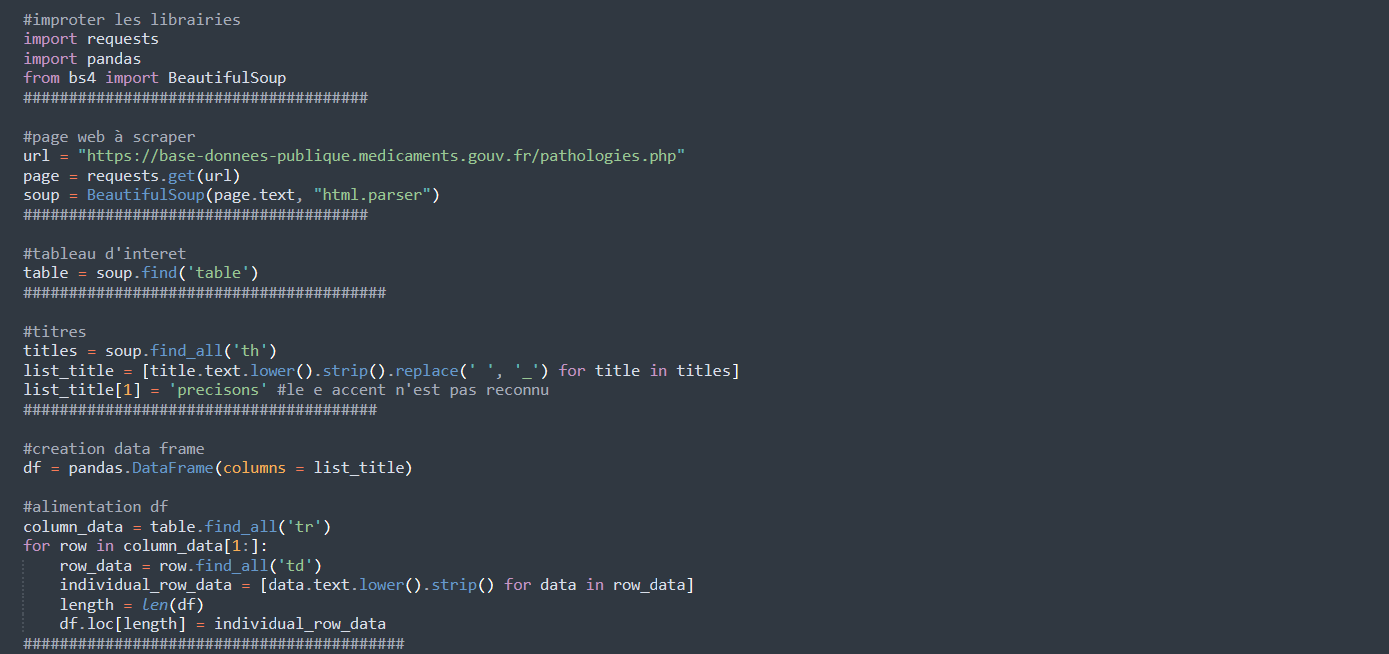 #improter les librairies
import requests
import pandas
from bs4 import BeautifulSoup
######################################
#page web à scraper
url = "https://base-donnees-publique.medicaments.gouv.fr/pathologies.php"
page = requests.get(url)
soup = BeautifulSoup(page.text, "html.parser")
######################################
#tableau d'interet
table = soup.find('table')
########################################
#titres
titles = soup.find_all('th')
list_title = [title.text.lower().strip().replace(' ', '_') for title in titles]
list_title[1] = 'precisons' #le e accent n'est pas reconnu
#######################################
#creation data frame
df = pandas.DataFrame(columns = list_title)
#alimentation df
column_data = table.find_all('tr')
for row in column_data[1:]:
    row_data = row.find_all('td')
    individual_row_data = [data.text.lower().strip() for data in row_data]
    length = len(df)
    df.loc[length] = individual_row_data
##########################################